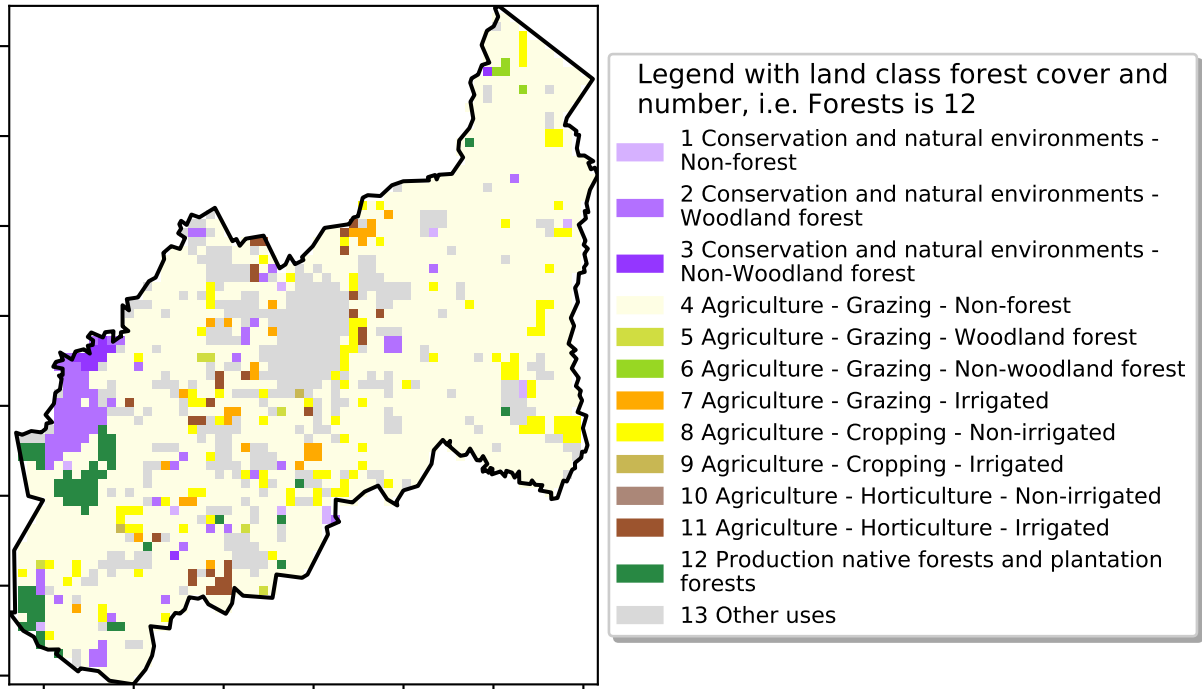 Legend with land class forest cover and
number, i.e. Forests is 12
1 Conservation and natural environments -
Non-forest
2 Conservation and natural environments -
Woodland forest
3 Conservation and natural environments -
Non-Woodland forest
4 Agriculture - Grazing - Non-forest
5 Agriculture - Grazing - Woodland forest
6 Agriculture - Grazing - Non-woodland forest
7 Agriculture - Grazing - Irrigated
8 Agriculture - Cropping - Non-irrigated
9 Agriculture - Cropping - Irrigated
10 Agriculture - Horticulture - Non-irrigated
11 Agriculture - Horticulture - Irrigated
12 Production native forests and plantation
forests
13 Other uses